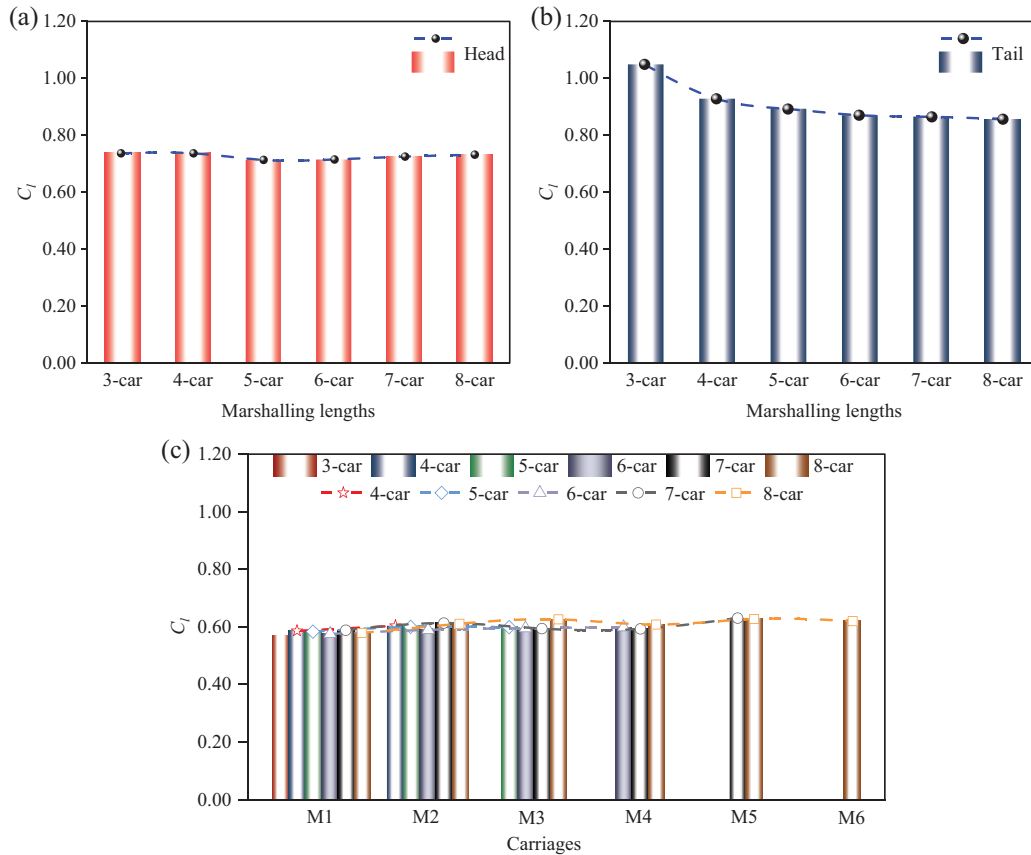 (a)
1.20
1.00
0.80
0.60
0.40
0.20
0.00
C_l
Head
3-car 4-car 5-car 6-car 7-car 8-car
Marshalling lengths
(b)
1.20
1.00
0.80
0.60
0.40
0.20
0.00
C_l
Tail
3-car 4-car 5-car 6-car 7-car 8-car
Marshalling lengths
(c)
1.20
1.00
0.80
0.60
0.40
0.20
0.00
C_l
3-car 4-car 5-car 6-car 7-car 8-car
4-car 5-car 6-car 7-car 8-car
M1 M2 M3 M4 M5 M6
Carriages